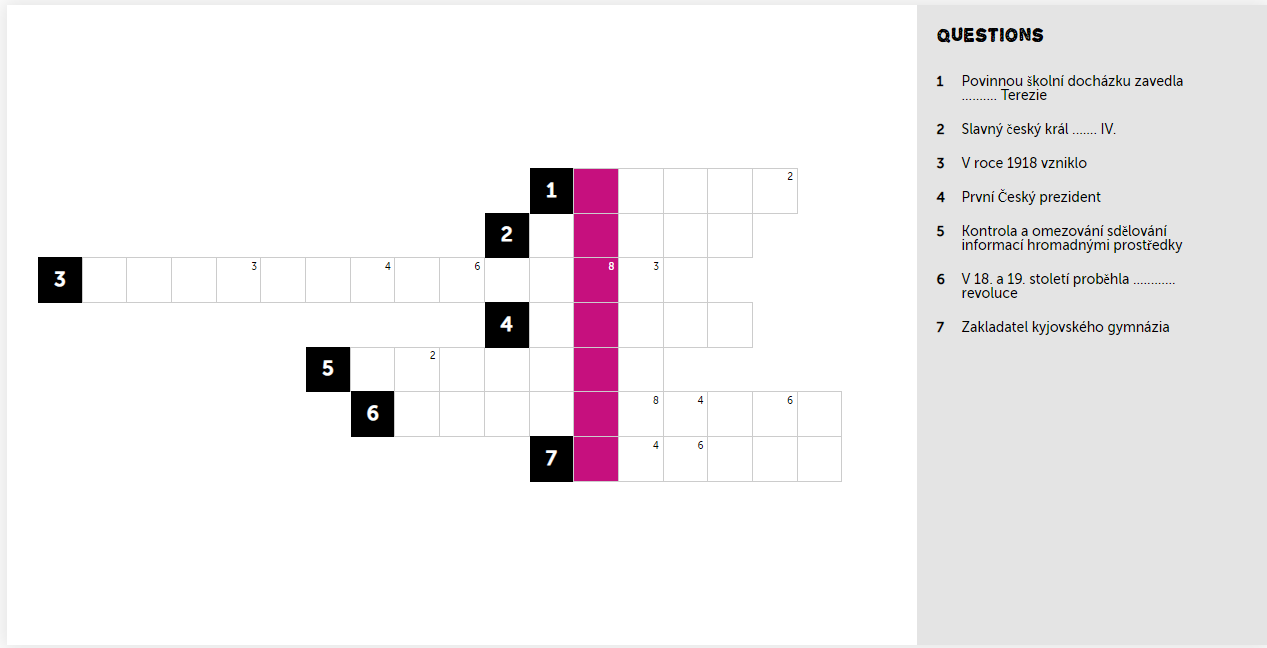 QUESTIONS
1 Povinnou školní docházku zavedla
.......... Terezie
2 Slavný český král ....... IV.
3 V roce 1918 vzniklo
4 První Český prezident
5 Kontrola a omezování sdělování
informací hromadnými prostředky
6 V 18. a 19. století proběhla ............
revoluce
7 Zakladatel kyjovského gymnázia
1 2
2
3 3 4 6 8 3
4
5 2
6 8 4 6
7 4 6